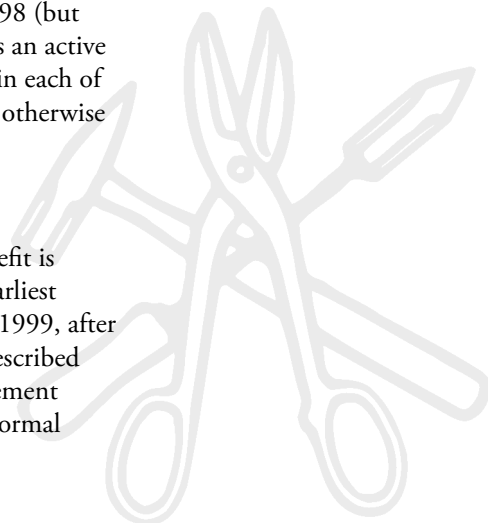 98 (but
s an active
in each of
otherwise
efit is
arliest
1999, after
escribed
ement
ormal